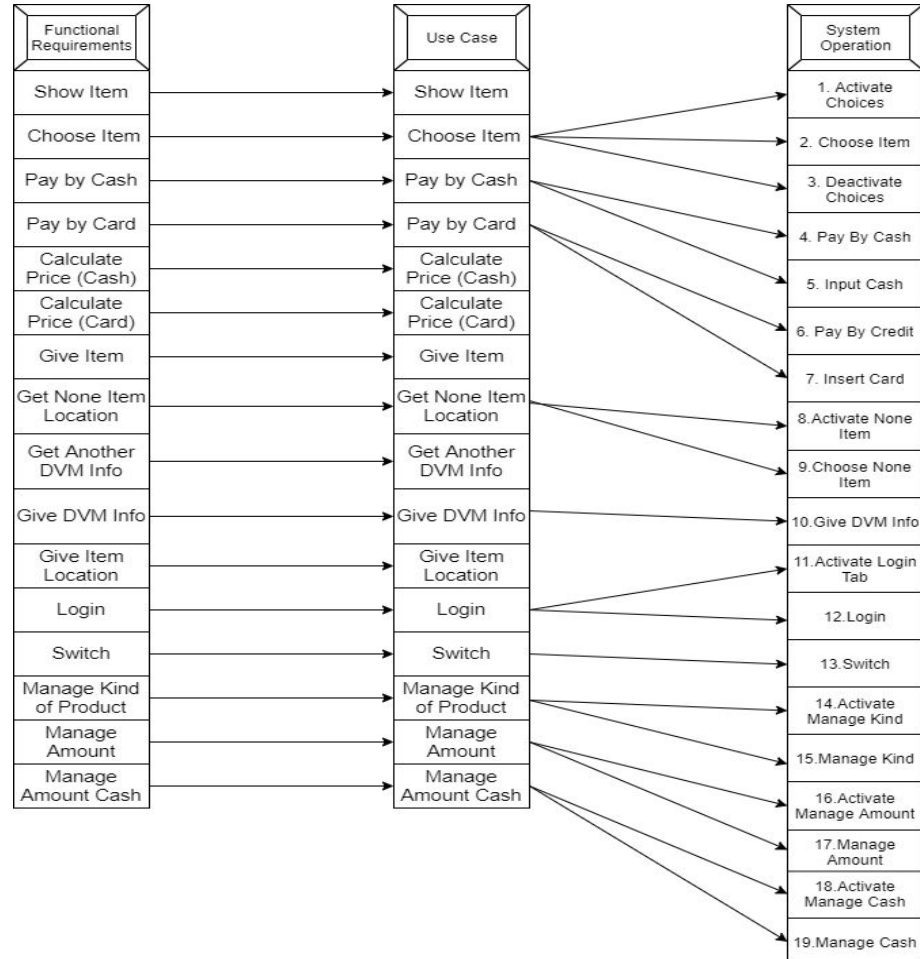 Functional
Requirements
Show Item
Choose Item
Pay by Cash
Pay by Card
Calculate
Price (Cash)
Calculate
Price (Card)
Give Item
Get None Item
Location
Get Another
DVM Info
Give DVM Info
Give Item
Location
Login
Switch
Manage Kind
of Product
Manage
Amount
Manage
Amount Cash
Use Case
Show Item
Choose Item
Pay by Cash
Pay by Card
Calculate
Price (Cash)
Calculate
Price (Card)
Give Item
Get None Item
Location
Get Another
DVM Info
Give DVM Info
Give Item
Location
Login
Switch
Manage Kind
of Product
Manage
Amount
Manage
Amount Cash
System
Operation
1. Activate
Choices
2. Choose Item
3. Deactivate
Choices
4. Pay By Cash
5. Input Cash
6. Pay By Credit
7. Insert Card
8.Activate None
Item
9.Choose None
Item
10.Give DVM Info
11.Activate Login
Tab
12.Login
13.Switch
14.Activate
Manage Kind
15.Manage Kind
16.Activate
Manage Amount
17.Manage
Amount
18.Activate
Manage Cash
19.Manage Cash